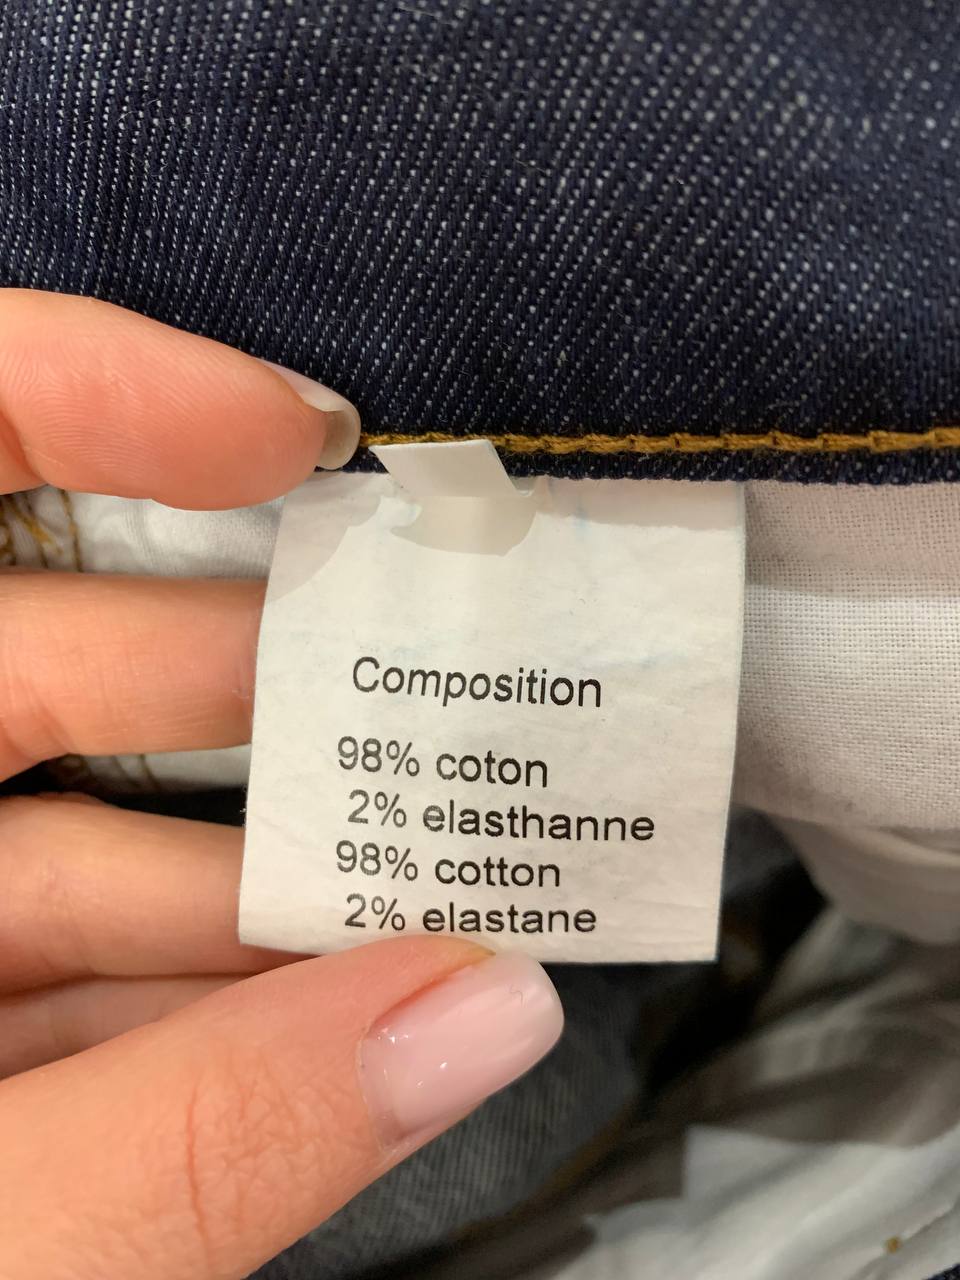 Composition
98% coton
2% elasthanne
98% cotton
2% elastane